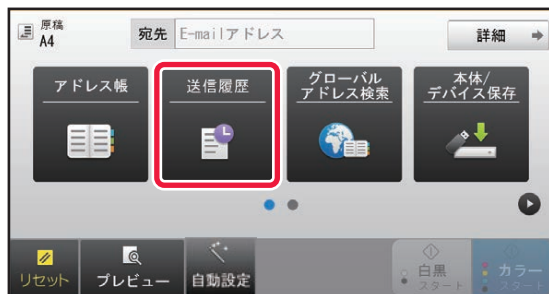 原稿
A4
宛先
E-mailアドレス
詳細
アドレス帳
送信履歴
グローバル
アドレス検索
本体/
デバイス保存
リセット
プレビュー
自動設定
白黒
スタート
カラー
スタート